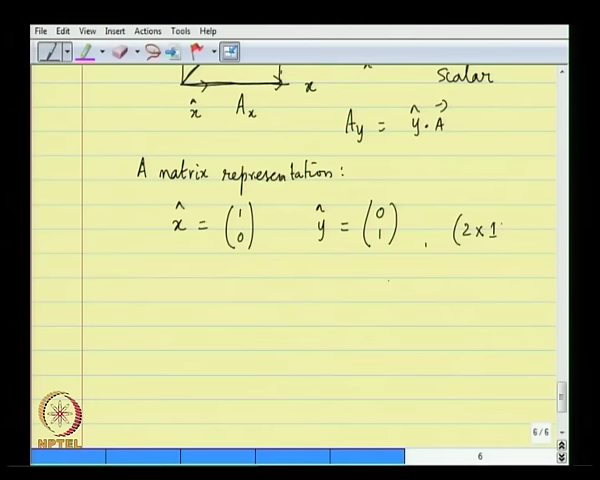 File Edit View Insert Actions Tools Help
x̂ A_x x scalar
A_y = ŷ · A⃗
A matrix representation :
x̂ = (1 0) ŷ = (0 1) , (2 x 1
NPTEL
6/6
6